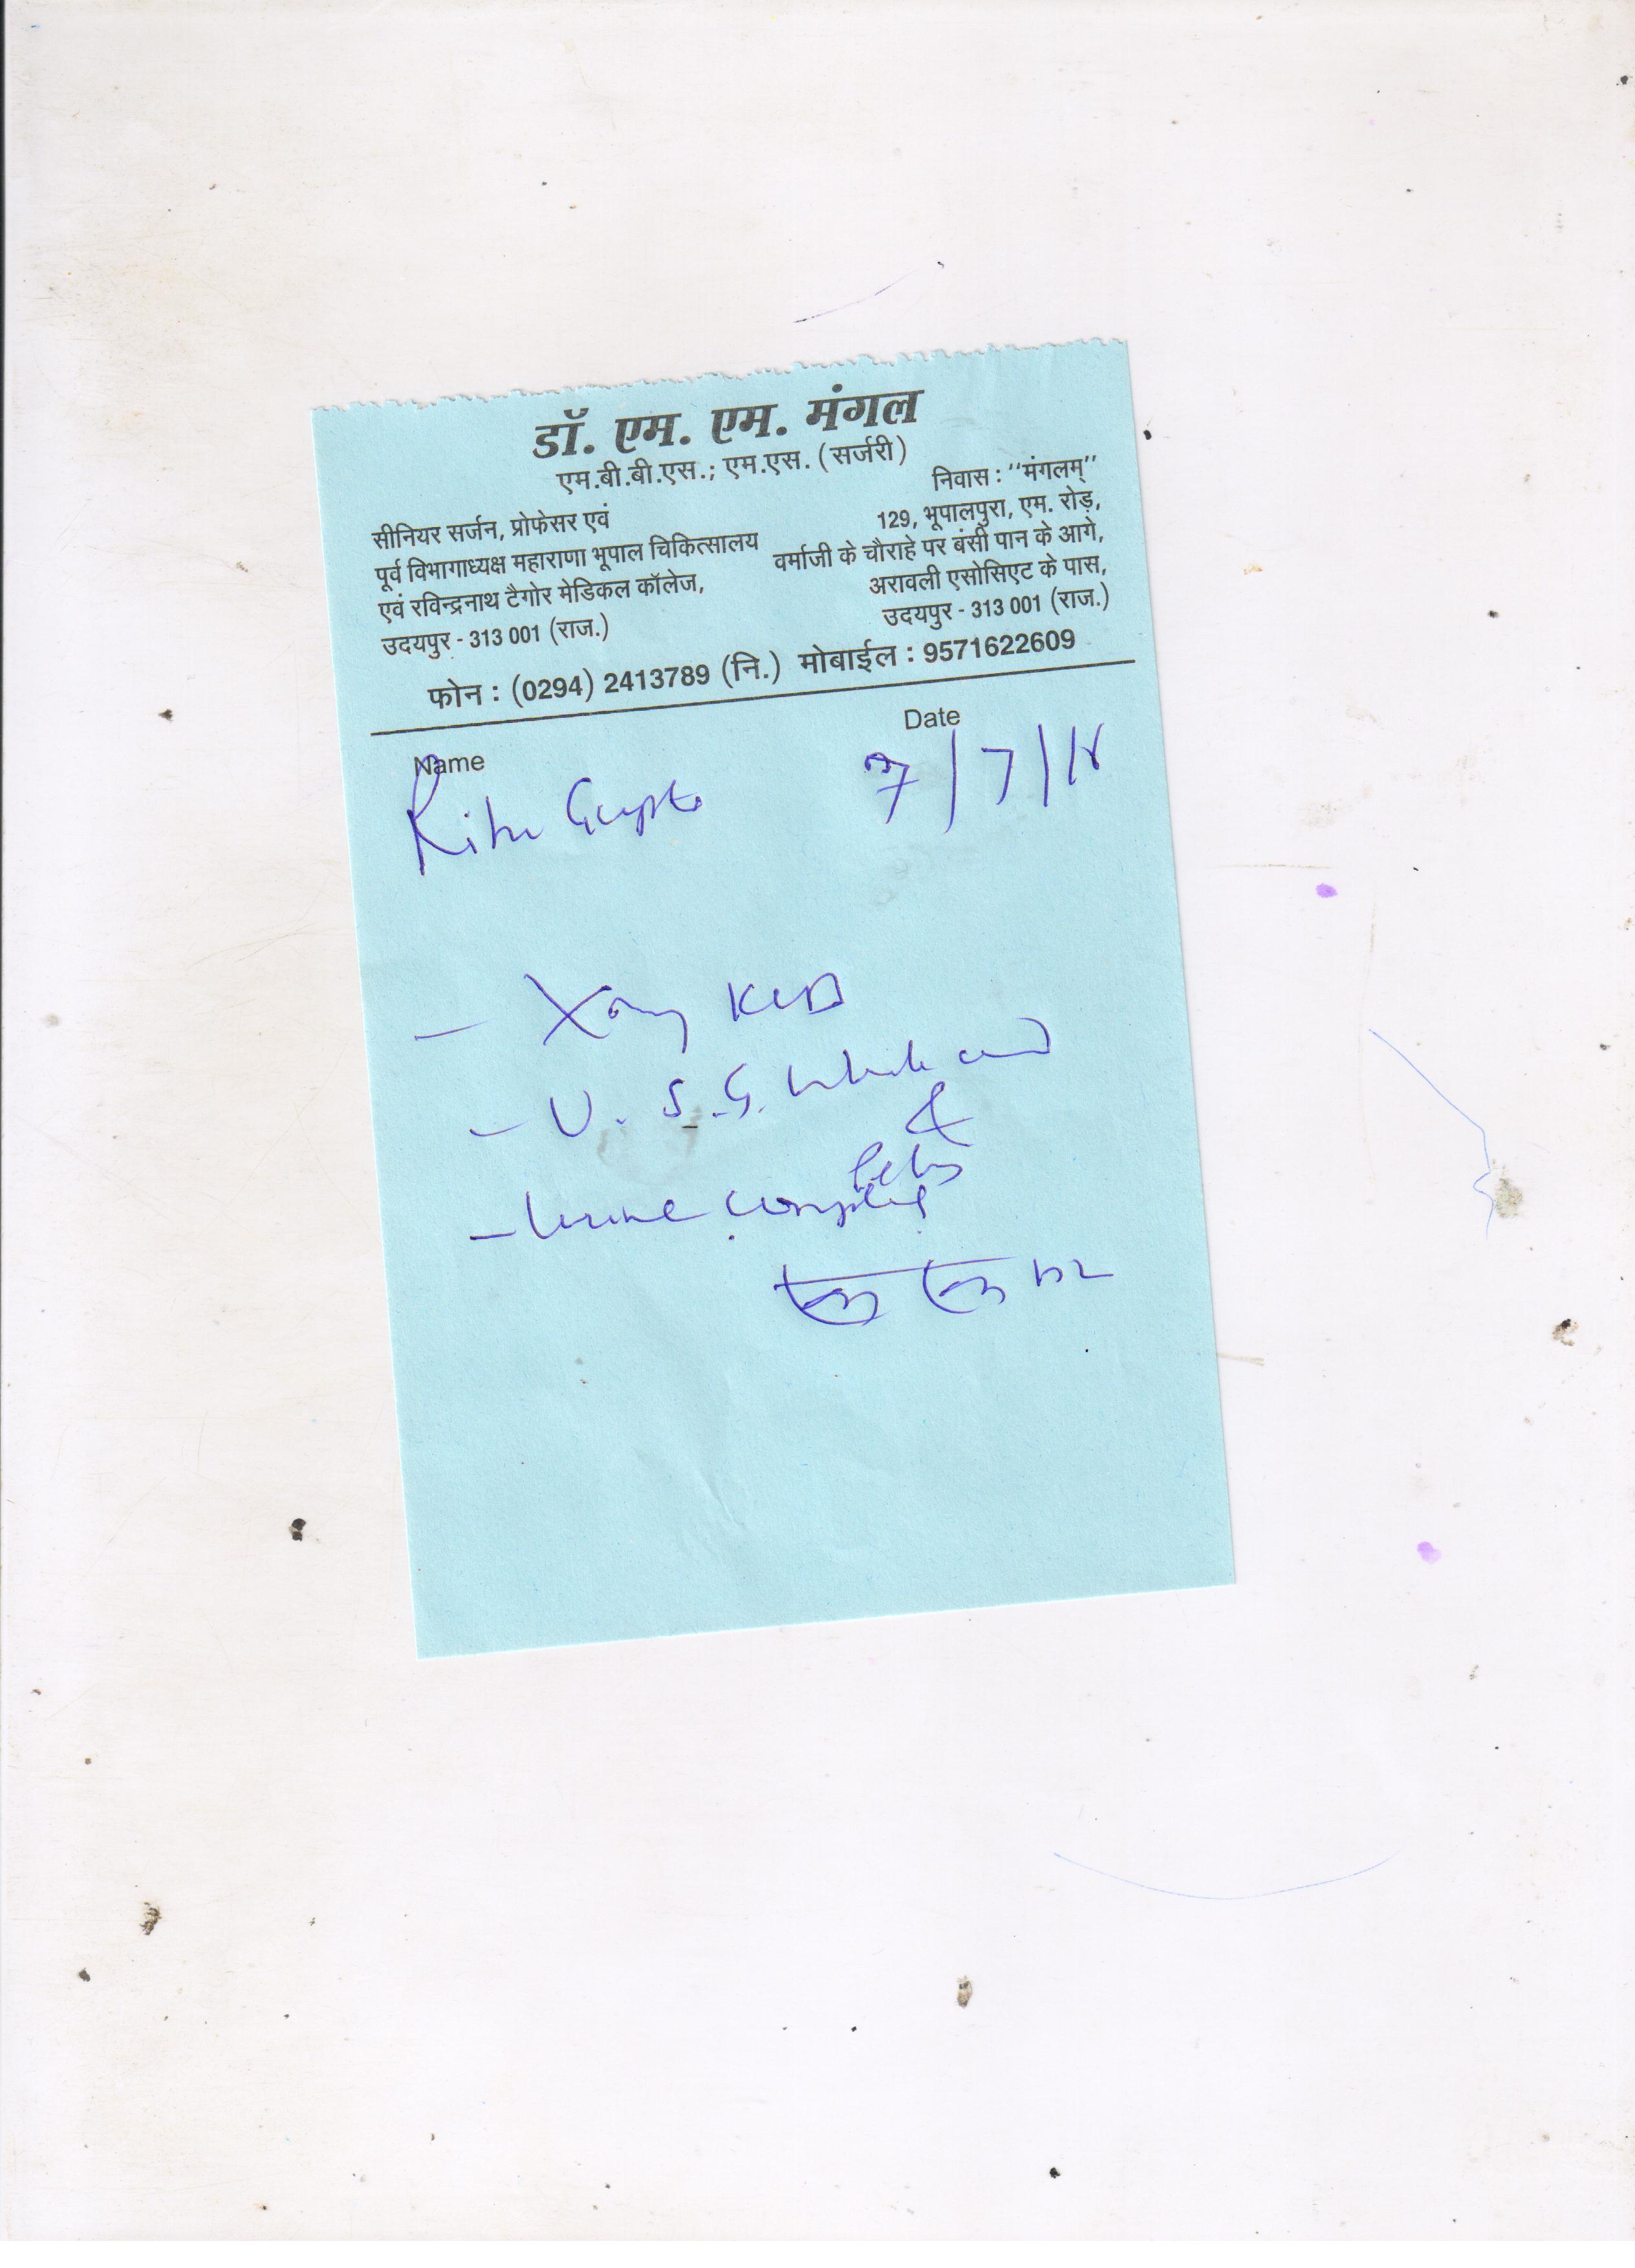 डॉ. एम. एम. मंगल
एम.बी.बी.एस.; एम.एस. (सर्जरी)
सीनियर सर्जन, प्रोफेसर एवं
पूर्व विभागाध्यक्ष महाराणा भूपाल चिकित्सालय
एवं रविन्द्रनाथ टैगोर मेडिकल कॉलेज,
उदयपुर - 313 001 (राज.)
निवास : ''मंगलम्''
129, भूपालपुरा, एम. रोड़,
वर्माजी के चौराहे पर बंसी पान के आगे,
अरावली एसोसिएट के पास,
उदयपुर - 313 001 (राज.)
फोन : (0294) 2413789 (नि.) मोबाईल : 9571622609
Name
Date
Gupta
7/7/
- Xray KUB
- U.S.G. whole
&
Pelvis
- Urine complete